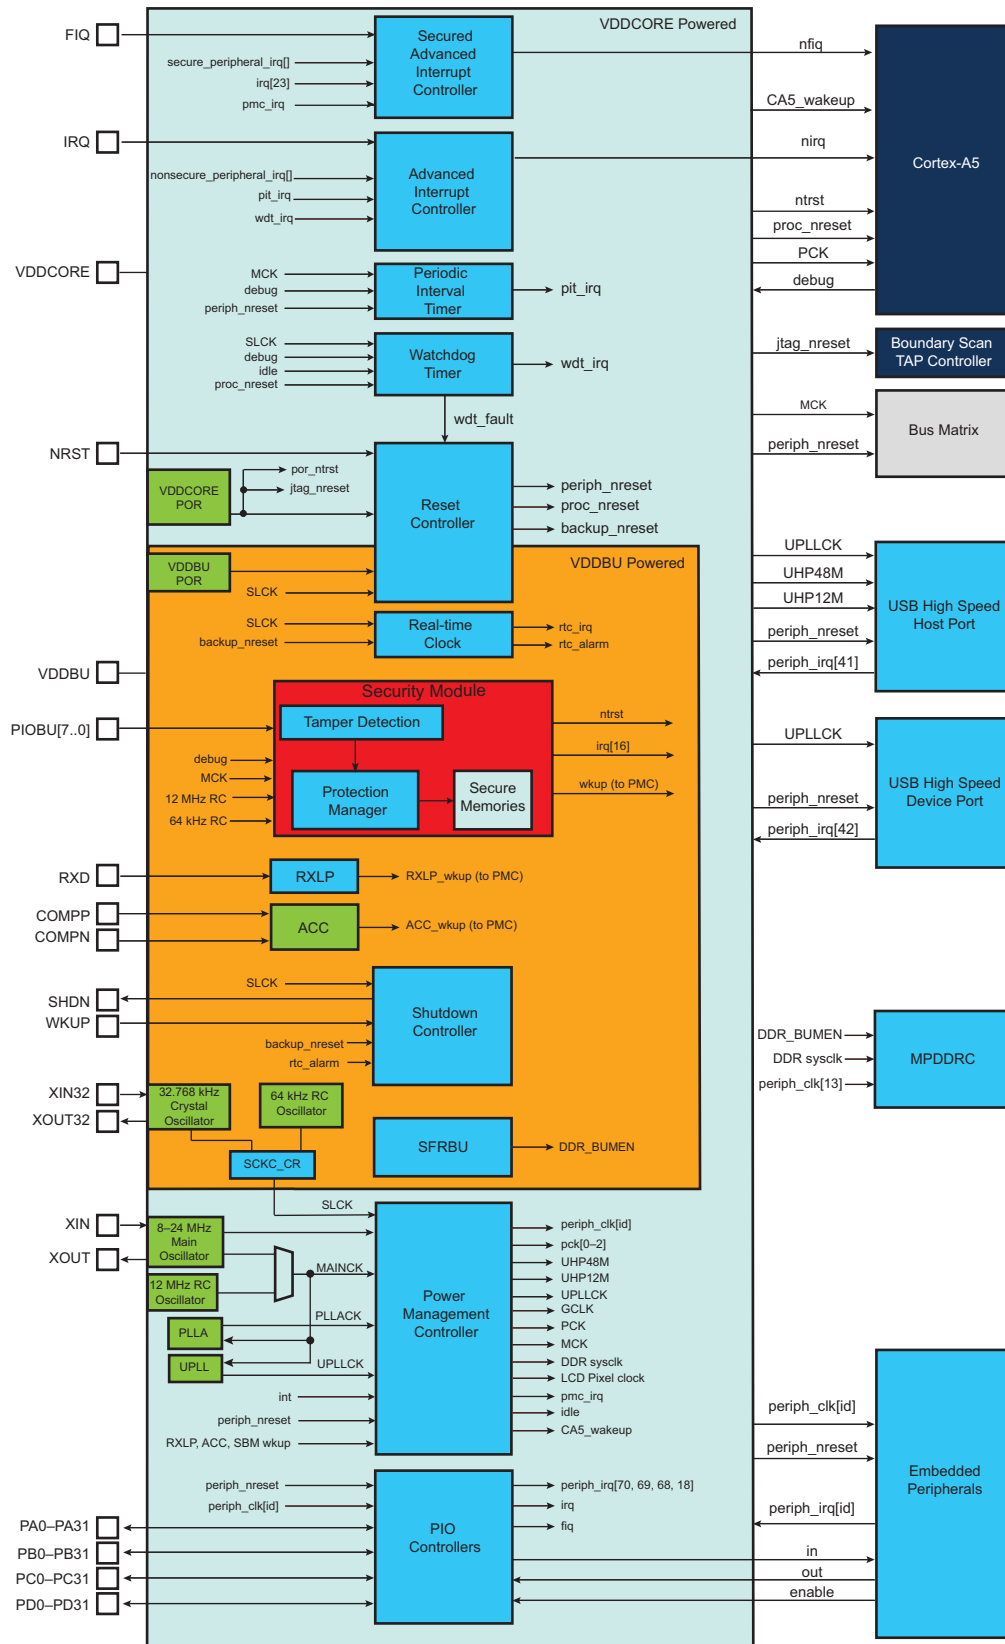 VDDCORE Powered
FIQ
Secured
Advanced
Interrupt
Controller
secure_peripheral_irq[]
irq[23]
pmc_irq
nfiq
CA5_wakeup
IRQ
Advanced
Interrupt
Controller
nonsecure_peripheral_irq[]
pit_irq
wdt_irq
nirq
Cortex-A5
ntrst
proc_nreset
PCK
debug
VDDCORE
MCK
debug
periph_nreset
Periodic
Interval
Timer
pit_irq
SLCK
debug
idle
proc_nreset
Watchdog
Timer
wdt_irq
jtag_nreset
Boundary Scan
TAP Controller
wdt_fault
MCK
periph_nreset
Bus Matrix
NRST
VDDCORE
POR
por_ntrst
jtag_nreset
Reset
Controller
periph_nreset
proc_nreset
backup_nreset
VDDBU Powered
VDDBU
POR
SLCK
UPLLCK
UHP48M
UHP12M
periph_nreset
periph_irq[41]
USB High Speed
Host Port
SLCK
backup_nreset
Real-time
Clock
rtc_irq
rtc_alarm
VDDBU
PIOBU[7..0]
Security Module
Tamper Detection
Protection
Manager
Secure
Memories
debug
MCK
12 MHz RC
64 kHz RC
ntrst
irq[16]
wkup (to PMC)
UPLLCK
periph_nreset
periph_irq[42]
USB High Speed
Device Port
RXD
RXLP
RXLP_wkup (to PMC)
COMPP
COMPN
ACC
ACC_wkup (to PMC)
SHDN
WKUP
SLCK
backup_nreset
rtc_alarm
Shutdown
Controller
DDR_BUMEN
DDR sysclk
periph_clk[13]
MPDDRC
XIN32
XOUT32
32.768 kHz
Crystal
Oscillator
64 kHz RC
Oscillator
SCKC_CR
SFRBU
DDR_BUMEN
SLCK
XIN
XOUT
8–24 MHz
Main
Oscillator
12 MHz RC
Oscillator
MAINCK
PLLACK
PLLA
UPLL
UPLLCK
int
periph_nreset
RXLP, ACC, SBM wkup
Power
Management
Controller
periph_clk[id]
pck[0–2]
UHP48M
UHP12M
UPLLCK
GCLK
PCK
MCK
DDR sysclk
LCD Pixel clock
pmc_irq
idle
CA5_wakeup
periph_clk[id]
periph_nreset
periph_irq[id]
in
out
enable
Embedded
Peripherals
periph_nreset
periph_clk[id]
PIO
Controllers
periph_irq[70, 69, 68, 18]
irq
fiq
PA0–PA31
PB0–PB31
PC0–PC31
PD0–PD31